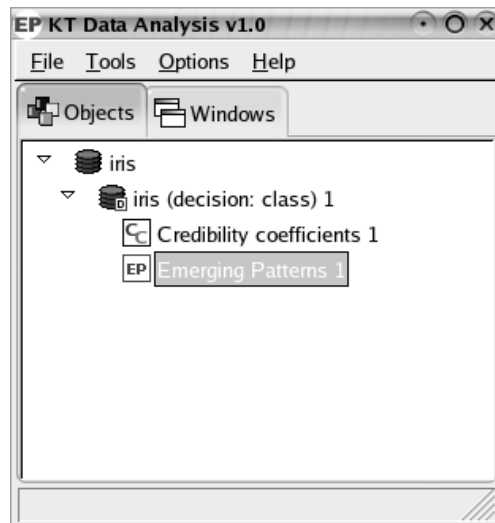 EP KT Data Analysis v1.0
File Tools Options Help
Objects Windows
iris
iris (decision: class) 1
CC Credibility coefficients 1
EP Emerging Patterns 1